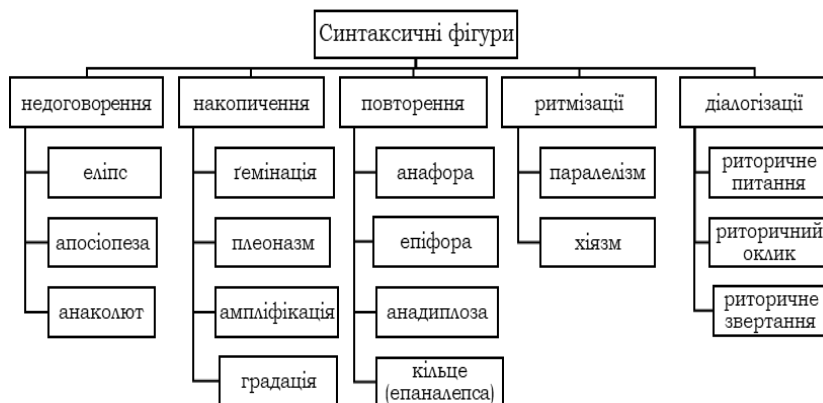 Синтаксичні фігури
недоговорення
накопичення
повторення
ритмізації
діалогізації
еліпс
ґемінація
анафора
паралелізм
риторичне
питання
апосіопеза
плеоназм
епіфора
хіязм
риторичний
оклик
анаколют
ампліфікація
анадиплоза
риторичне
звертання
градація
кільце
(епаналепса)